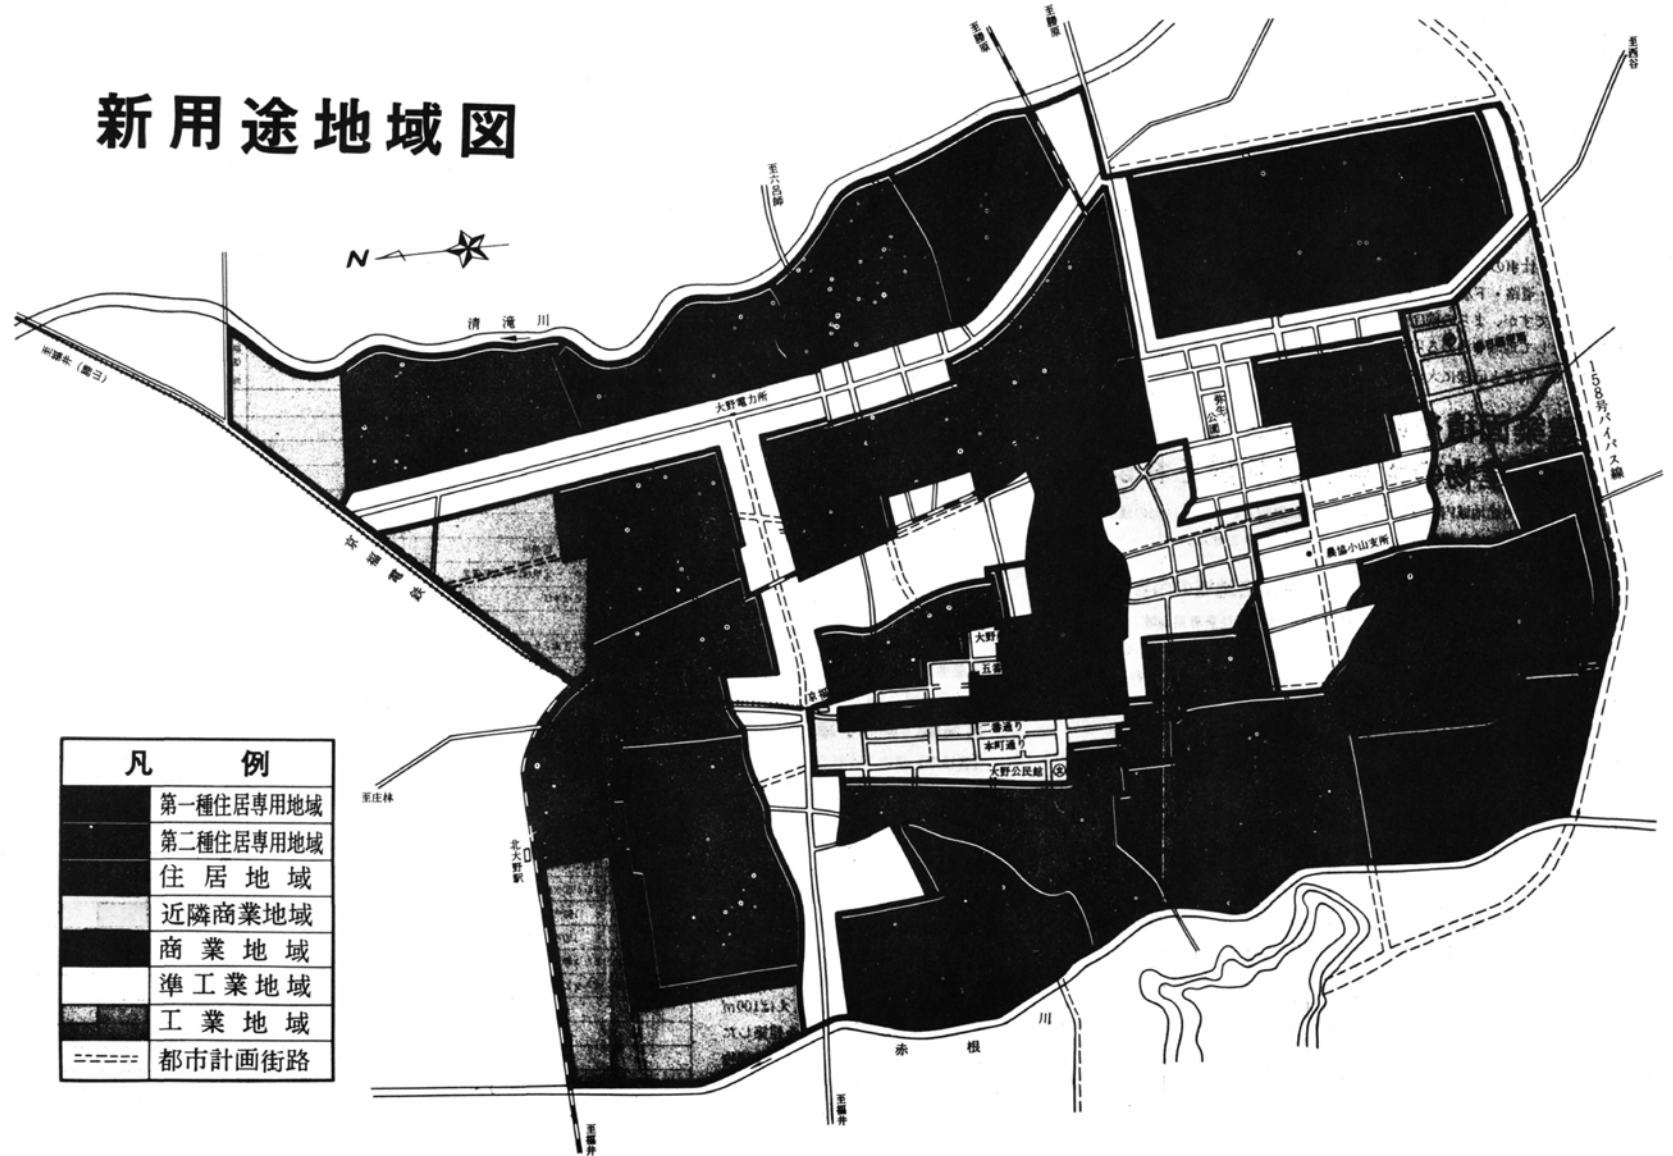 新用途地域図
至勝原
至勝原
至西谷
至六呂師
N
清滝川
至福井(勝山)
大野電力所
弥生公園
158号バイパス線
京福電鉄
農協小山支所
大野
五番
二番通り
本町通り
大野公民館
至庄林
北大野駅
赤根川
至福井
至福井
凡例
第一種住居専用地域
第二種住居専用地域
住居地域
近隣商業地域
商業地域
準工業地域
工業地域
都市計画街路